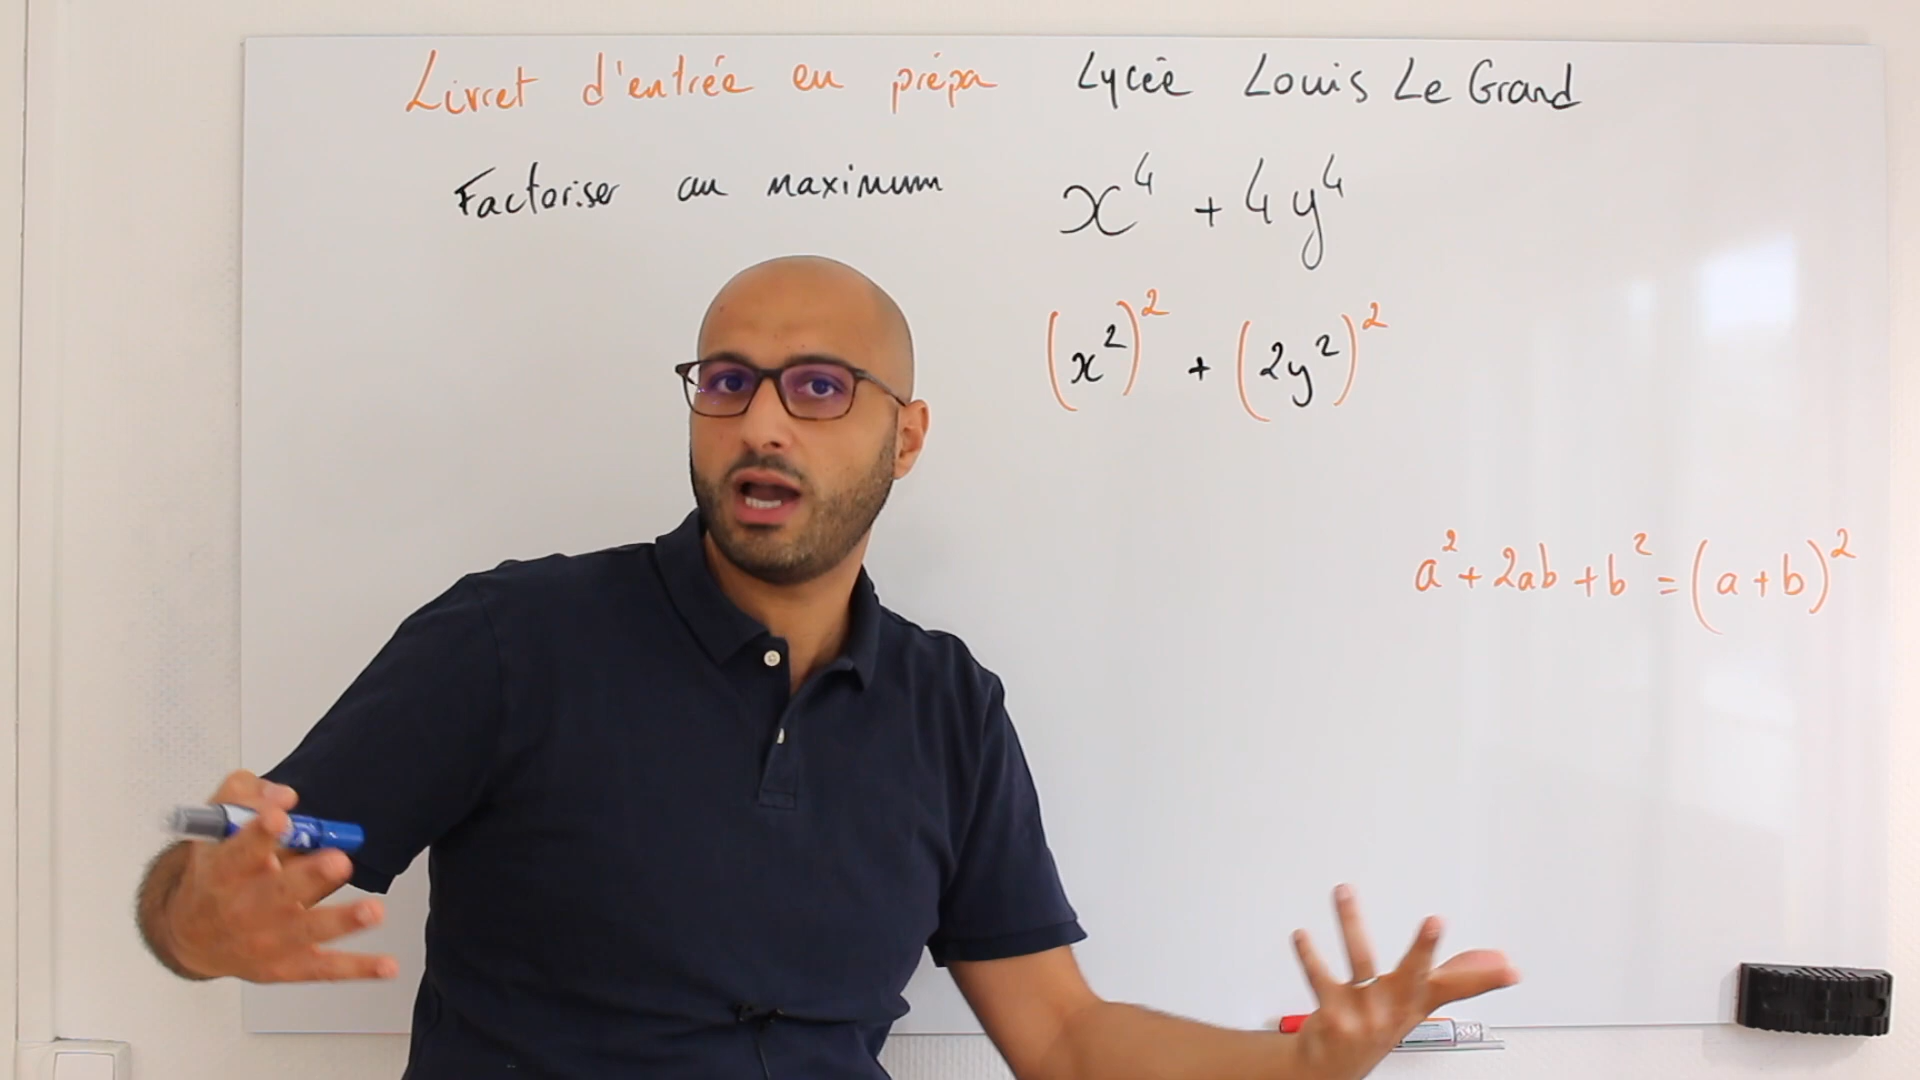 Livret d'entrée en prépa Lycée Louis Le Grand
Factoriser au maximum x⁴ + 4y⁴
(x²)² + (2y²)²
a² + 2ab + b² = (a + b)²